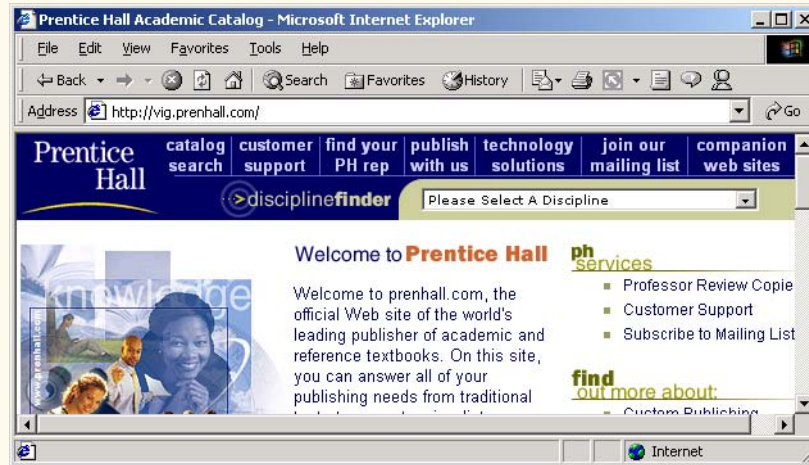 Prentice Hall Academic Catalog - Microsoft Internet Explorer
File Edit View Favorites Tools Help
Back Search Favorites History
Address http://vig.prenhall.com/ Go
Prentice Hall
catalog search
customer support
find your PH rep
publish with us
technology solutions
join our mailing list
companion web sites
disciplinefinder Please Select A Discipline
knowledge
www.prenhall.com
Welcome to Prentice Hall
Welcome to prenhall.com, the
official Web site of the world's
leading publisher of academic and
reference textbooks. On this site,
you can answer all of your
publishing needs from traditional
ph
services
Professor Review Copie
Customer Support
Subscribe to Mailing List
find
out more about:
Custom Publishing
Internet